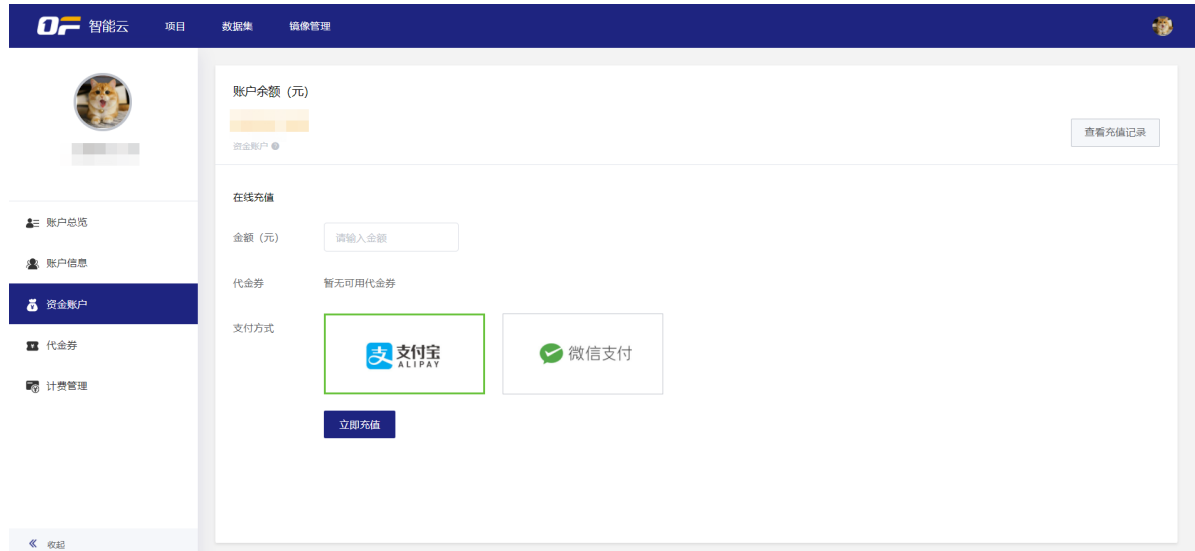 OF 智能云 项目 数据集 镜像管理
账户总览
账户信息
资金账户
代金券
计费管理
收起
账户余额（元）
资金账户
查看充值记录
在线充值
金额（元） 请输入金额
代金券 暂无可用代金券
支付方式
支 支付宝 微信支付
ALIPAY
立即充值